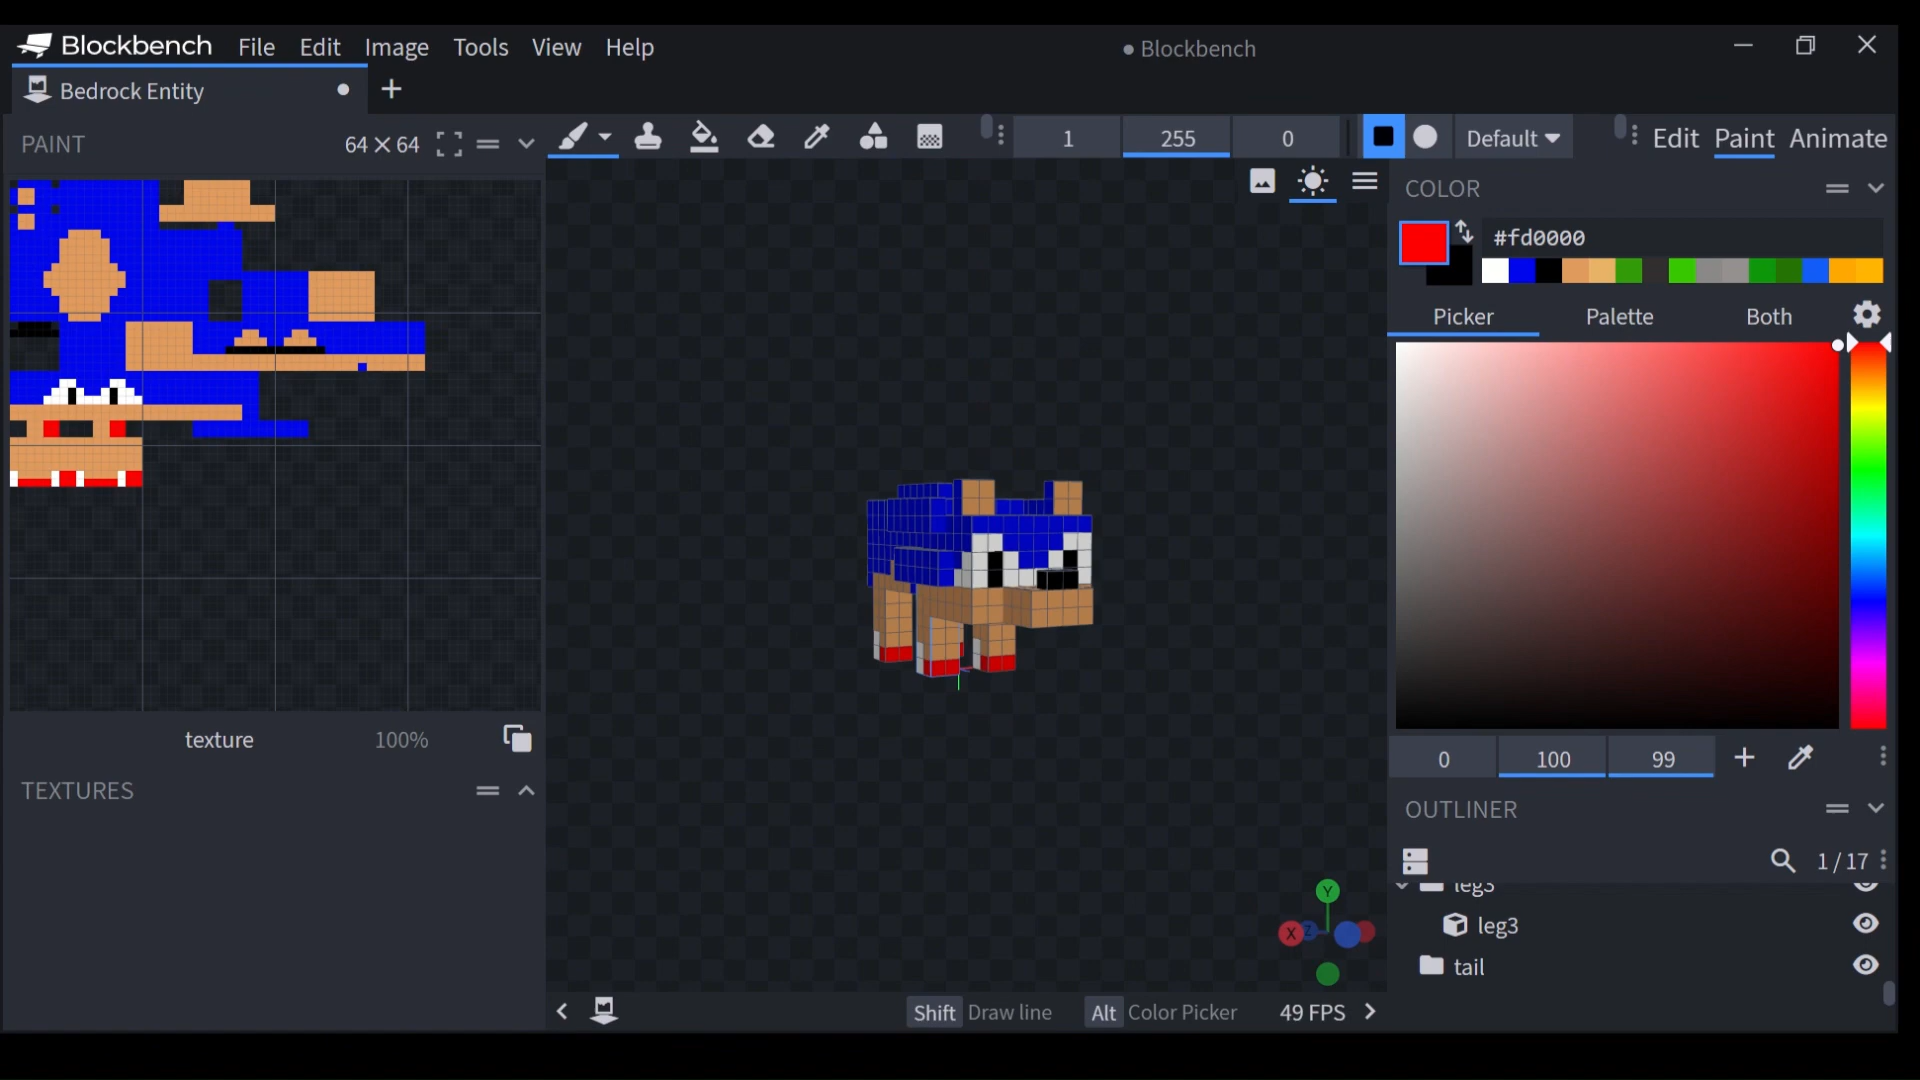 Blockbench File Edit Image Tools View Help
Blockbench
Bedrock Entity
PAINT 64×64
1 255 0 Default Edit Paint Animate
COLOR
#fd0000
Picker Palette Both
texture 100%
0 100 99
TEXTURES
OUTLINER
1/17
leg3
leg3
tail
Y
X Z
Shift Draw line Alt Color Picker 49 FPS